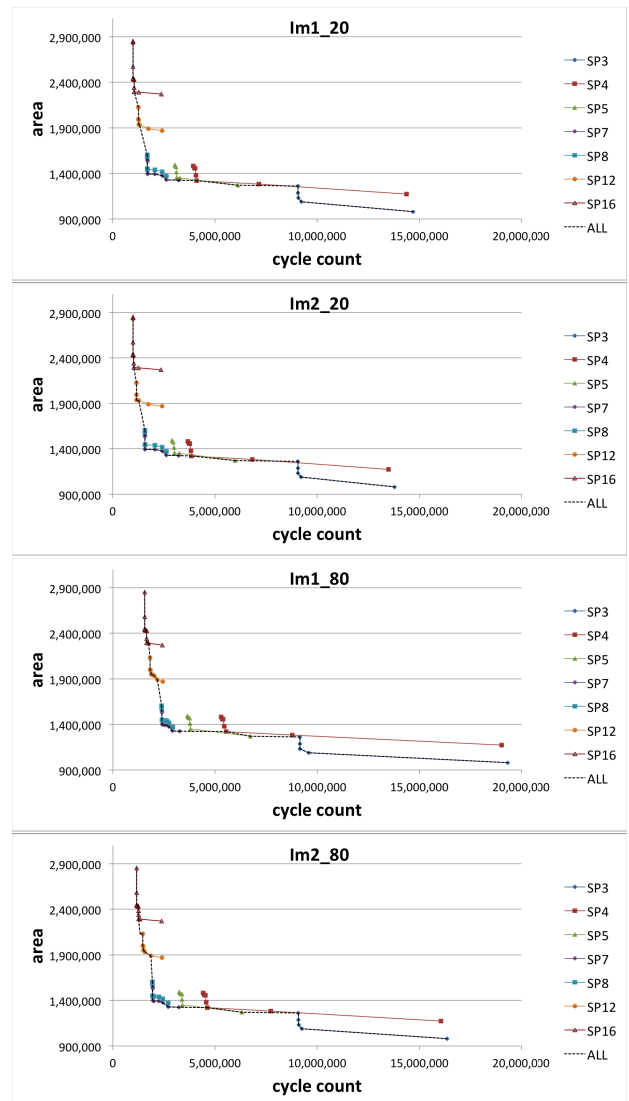 Im1_20
area
2,900,000
2,400,000
1,900,000
1,400,000
900,000
0
5,000,000
10,000,000
15,000,000
20,000,000
cycle count
SP3
SP4
SP5
SP7
SP8
SP12
SP16
ALL
Im2_20
area
2,900,000
2,400,000
1,900,000
1,400,000
900,000
0
5,000,000
10,000,000
15,000,000
20,000,000
cycle count
SP3
SP4
SP5
SP7
SP8
SP12
SP16
ALL
Im1_80
area
2,900,000
2,400,000
1,900,000
1,400,000
900,000
0
5,000,000
10,000,000
15,000,000
20,000,000
cycle count
SP3
SP4
SP5
SP7
SP8
SP12
SP16
ALL
Im2_80
area
2,900,000
2,400,000
1,900,000
1,400,000
900,000
0
5,000,000
10,000,000
15,000,000
20,000,000
cycle count
SP3
SP4
SP5
SP7
SP8
SP12
SP16
ALL